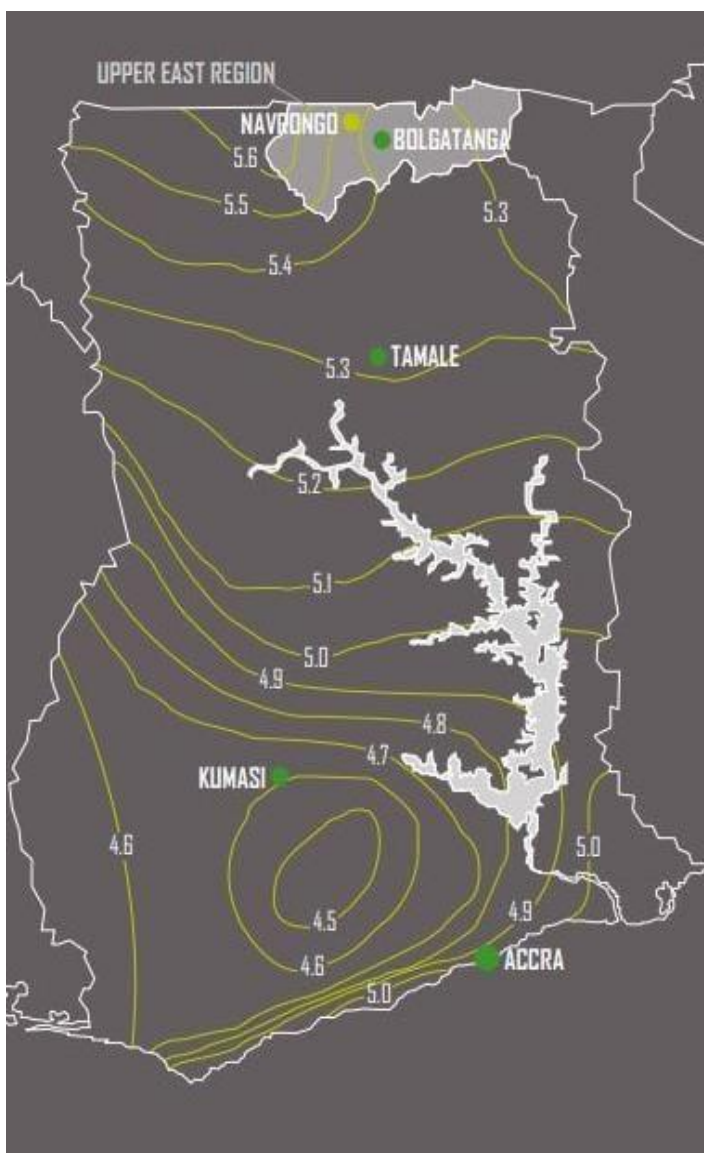 UPPER EAST REGION
NAVRONGO
BOLGATANGA
5.6
5.5
5.3
5.4
TAMALE
5.3
5.2
5.1
5.0
4.9
4.8
4.7
KUMASI
4.6
5.0
4.5
4.9
4.6
ACCRA
5.0